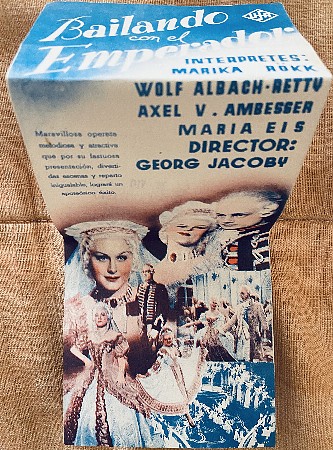 Bailando
con el
Emperador
UFA
INTERPRETES:
MARIKA ROKK
WOLF ALBACH-RETTY
AXEL V. AMBESSER
MARIA EIS
DIRECTOR:
GEORG JACOBY
Maravillosa opereta
melodiosa y atractiva
que por su fastuosa
presentación, diverti-
das escenas y reparto
inigualable, logrará un
apoteósico éxito.